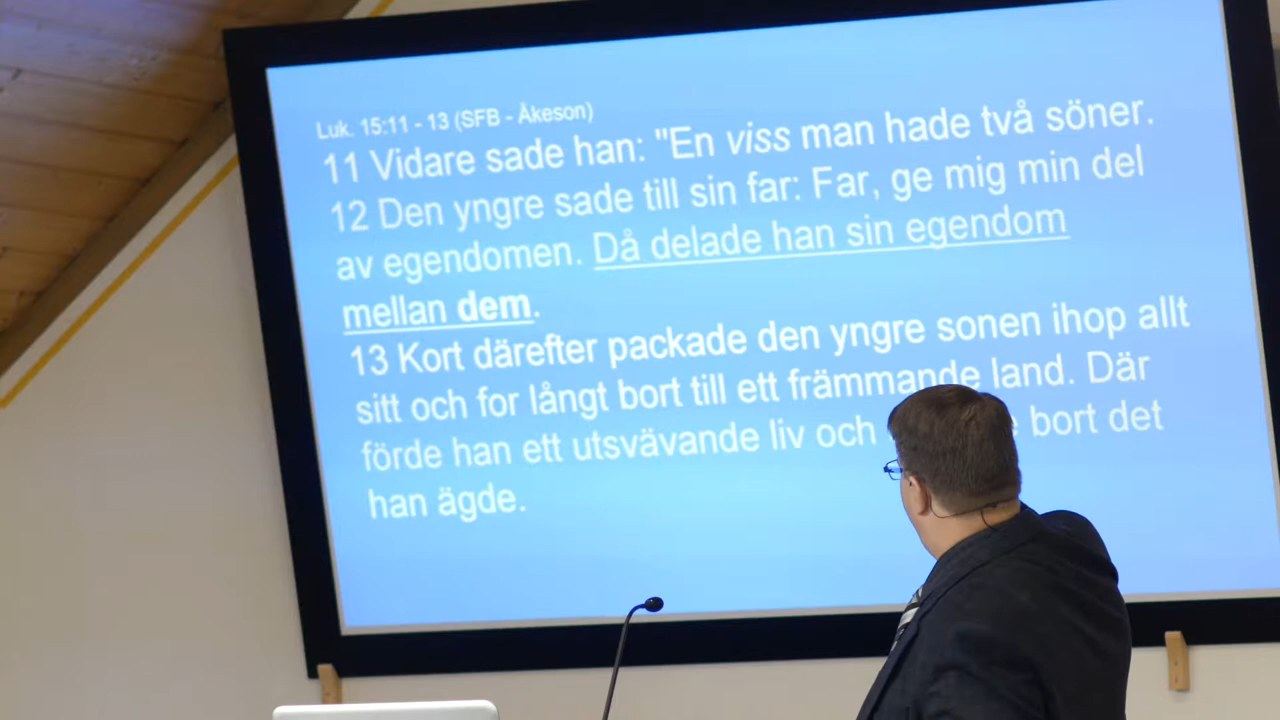 Luk. 15:11 - 13 (SFB - Åkeson)
11 Vidare sade han: "En viss man hade två söner.
12 Den yngre sade till sin far: Far, ge mig min del
av egendomen. Då delade han sin egendom
mellan dem.
13 Kort därefter packade den yngre sonen ihop allt
sitt och for långt bort till ett främmande land. Där
förde han ett utsvävande liv och bort det
han ägde.